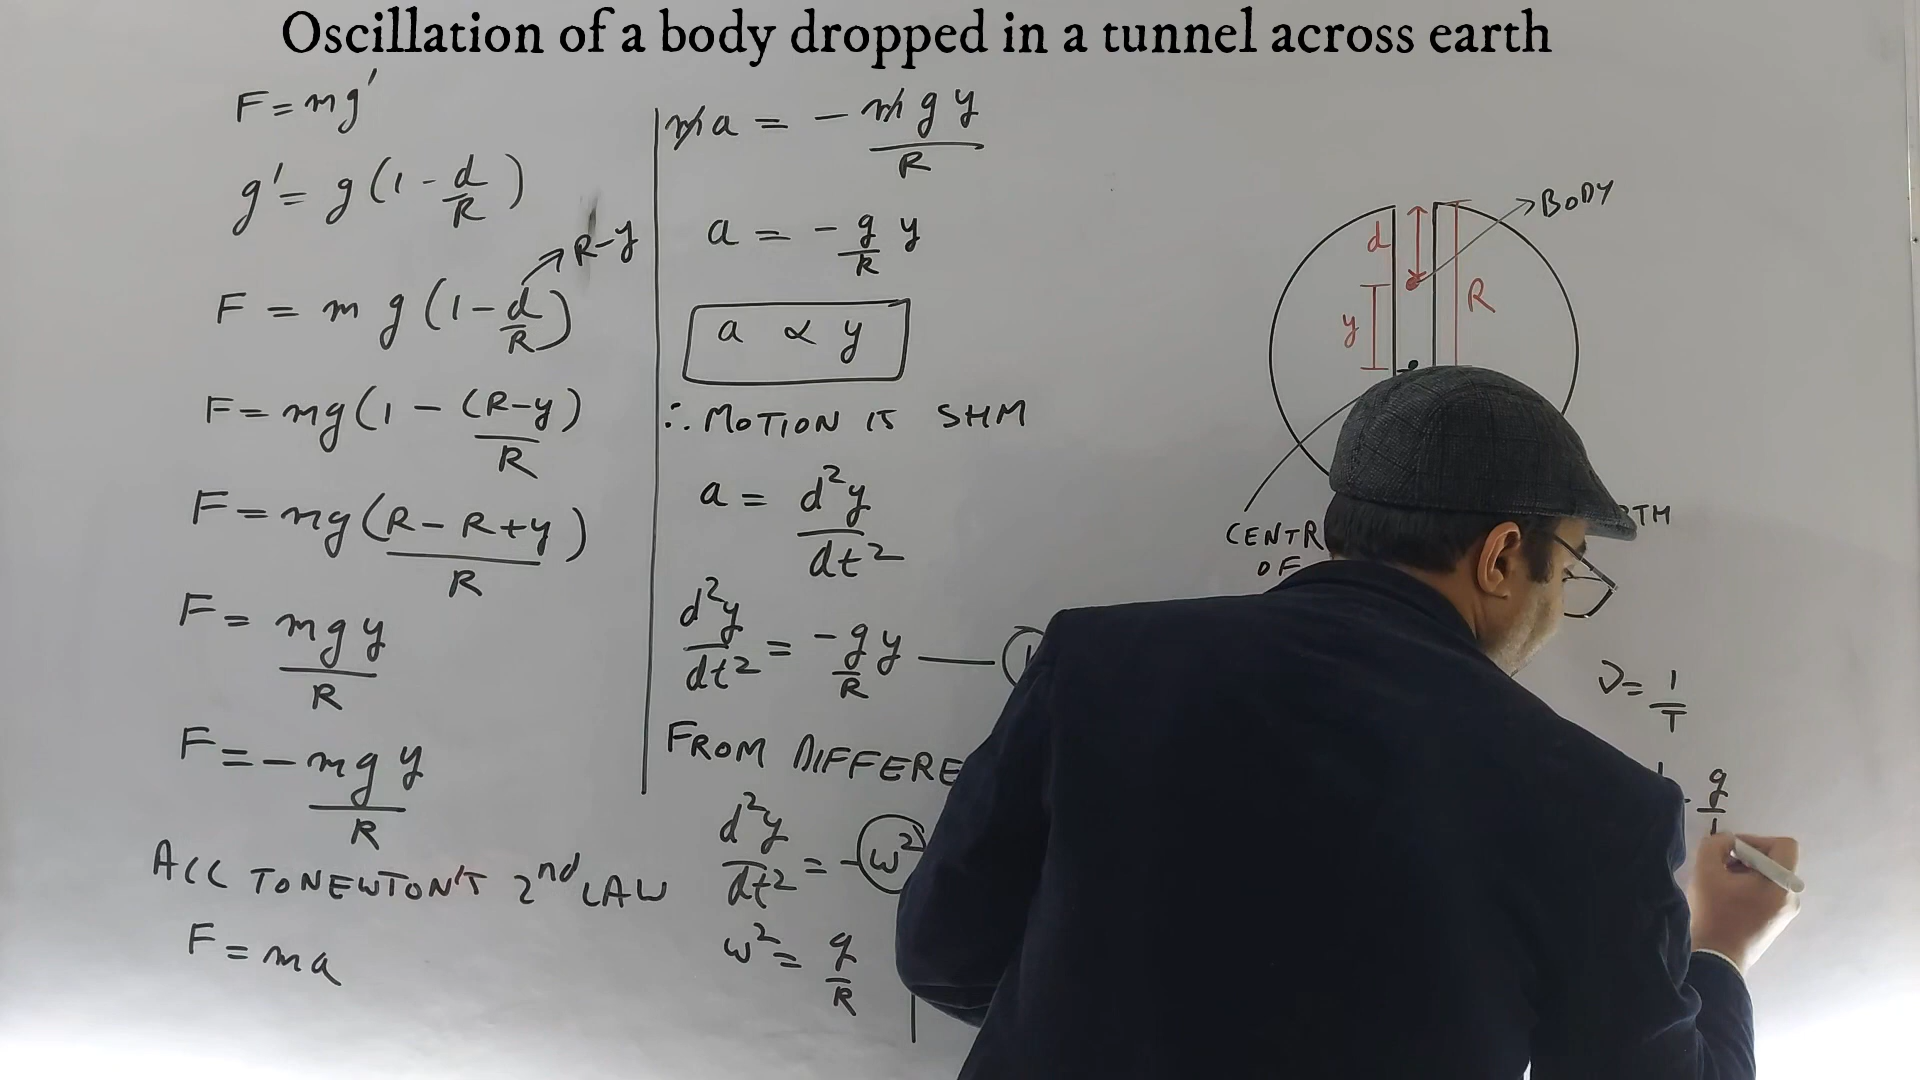 Oscillation of a body dropped in a tunnel across earth
F = mg'
g' = g(1 - d/R)
R-y
F = mg(1 - d/R)
F = mg(1 - (R-y)/R)
F = mg(R - R + y)/R
F = mgy/R
F = - mgy/R
ACC TO NEWTON'S 2nd LAW
F = ma
ma = - mgy/R
a = - g/R y
a ∝ y
∴ MOTION IS SHM
a = d²y/dt²
d²y/dt² = - g/R y
FROM
d²y/dt² = - ω²
ω² = g/R
BODY
d
R
y
OF
ν = 1/T
g